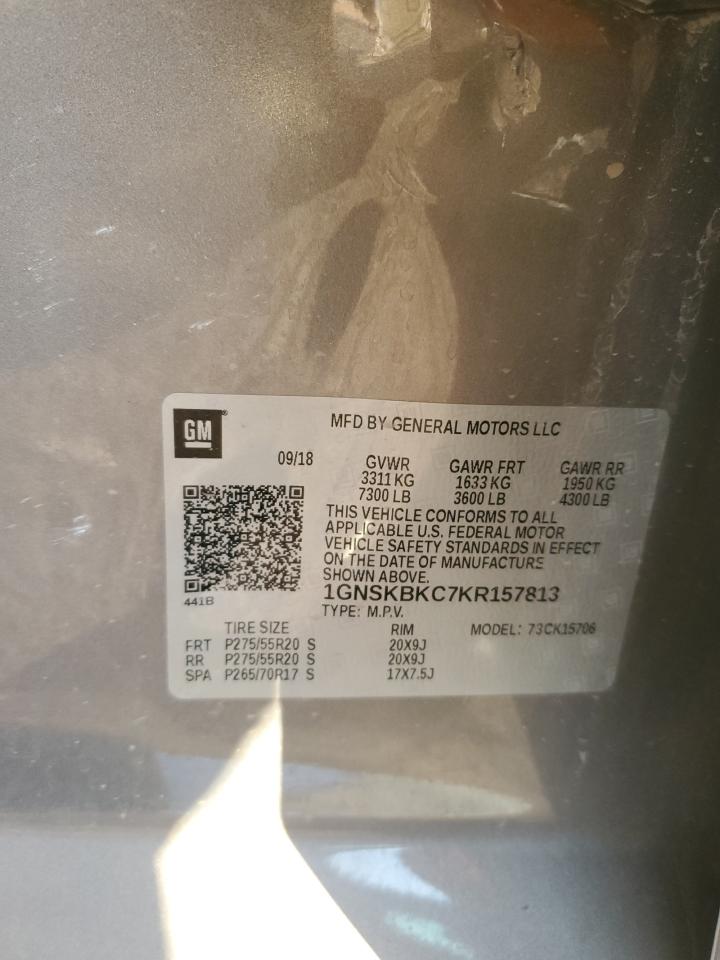 GM
MFD BY GENERAL MOTORS LLC
09/18
GVWR GAWR FRT GAWR RR
3311 KG 1633 KG 1950 KG
7300 LB 3600 LB 4300 LB
THIS VEHICLE CONFORMS TO ALL
APPLICABLE U.S. FEDERAL MOTOR
VEHICLE SAFETY STANDARDS IN EFFECT
ON THE DATE OF MANUFACTURE
SHOWN ABOVE.
1GNSKBKC7KR157813
441B
TYPE: M.P.V.
TIRE SIZE RIM MODEL: 73CK15706
FRT P275/55R20 S 20X9J
RR P275/55R20 S 20X9J
SPA P265/70R17 S 17X7.5J